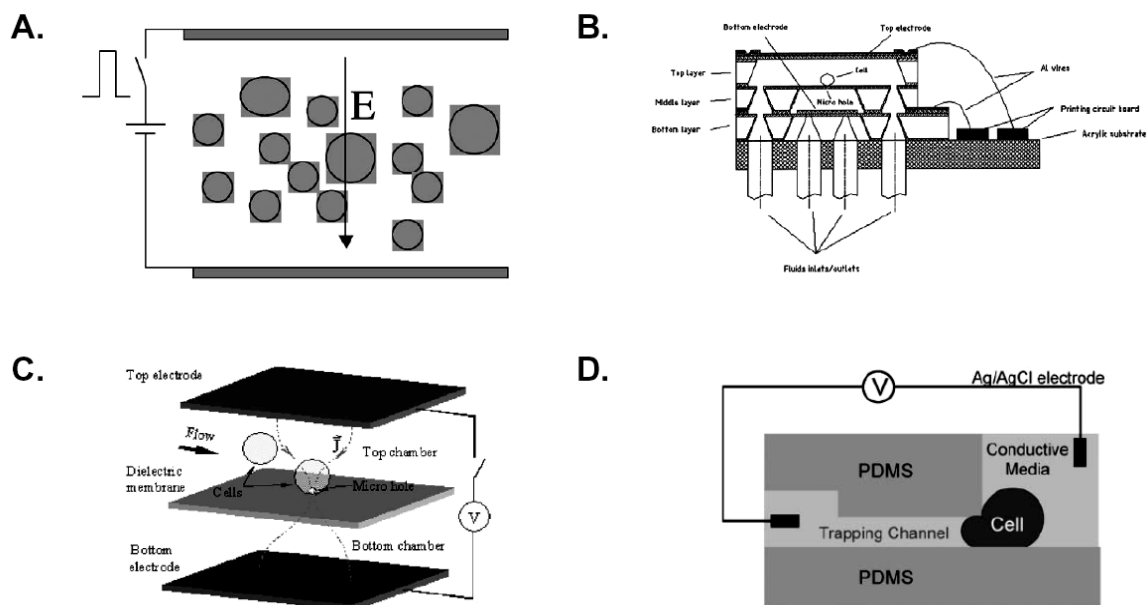 A.
E
B.
Bottom electrode
Top electrode
Top layer
Cell
Al wires
Middle layer
Micro hole
Printing circuit board
Bottom layer
Acrylic substrate
Fluids inlets/outlets
C.
Top electrode
Flow
J
Top chamber
Dielectric
membrane
Cells
Micro hole
V
Bottom
electrode
Bottom chamber
D.
V
Ag/AgCl electrode
PDMS
Conductive
Media
Trapping Channel
Cell
PDMS